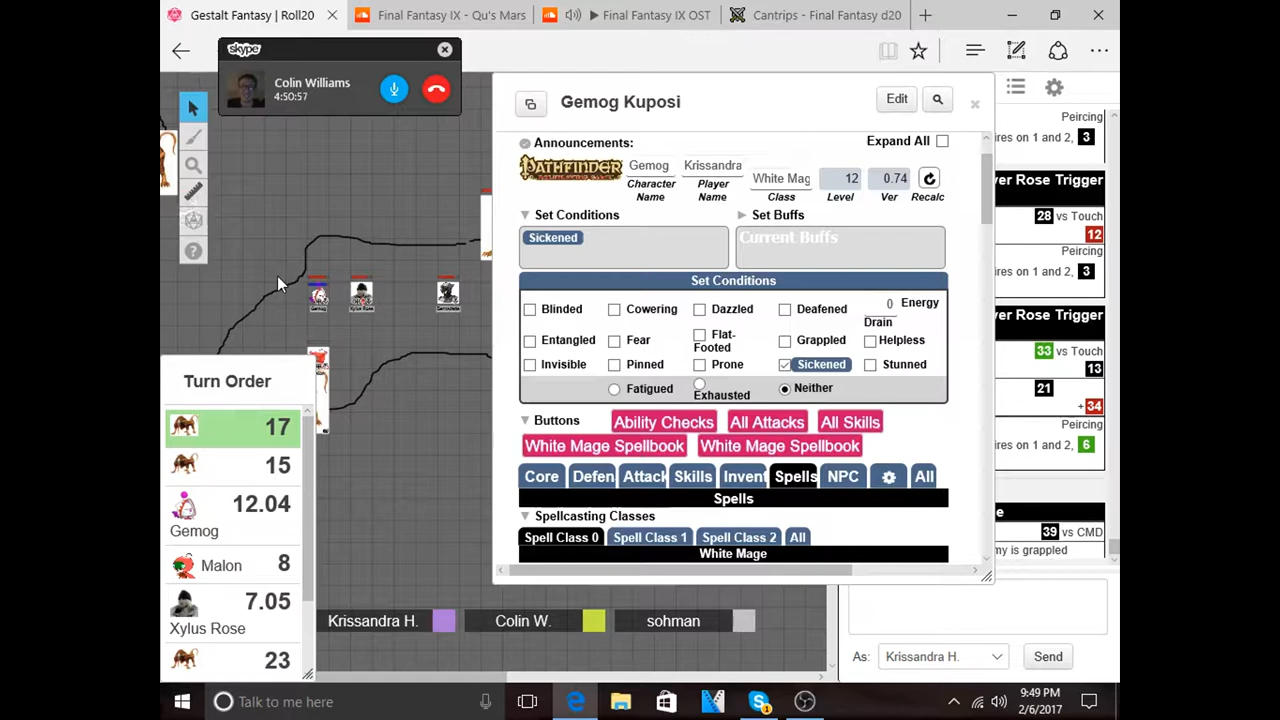 Gestalt Fantasy | Roll20
Final Fantasy IX - Qu's Mars
Final Fantasy IX OST
Cantrips - Final Fantasy d20
skype
Colin Williams
4:50:57
Gemog Kuposi
Edit
Announcements:
Expand All
PATHFINDER
Gemog
Krissandra
White Mag
12
0.74
Character Name
Player Name
Class
Level
Ver
Recalc
Set Conditions
Set Buffs
Sickened
Current Buffs
Set Conditions
Blinded
Cowering
Dazzled
Deafened
0
Energy Drain
Entangled
Fear
Flat-Footed
Grappled
Helpless
Invisible
Pinned
Prone
Sickened
Stunned
Fatigued
Exhausted
Neither
Buttons
Ability Checks
All Attacks
All Skills
White Mage Spellbook
White Mage Spellbook
Core
Defen
Attack
Skills
Invent
Spells
NPC
All
Spells
Spellcasting Classes
Spell Class 0
Spell Class 1
Spell Class 2
All
White Mage
Gemog
Xylus Rose
Turn Order
17
15
12.04
Gemog
Malon
8
7.05
Xylus Rose
23
Krissandra H.
Colin W.
sohman
Peircing
ires on 1 and 2, 3
ver Rose Trigger
28 vs Touch
12
Peircing
ires on 1 and 2, 3
ver Rose Trigger
33 vs Touch
13
21
+34
Peircing
ires on 1 and 2, 6
e
39 vs CMD
my is grappled
As:
Krissandra H.
Send
Talk to me
9:49 PM
2/6/2017